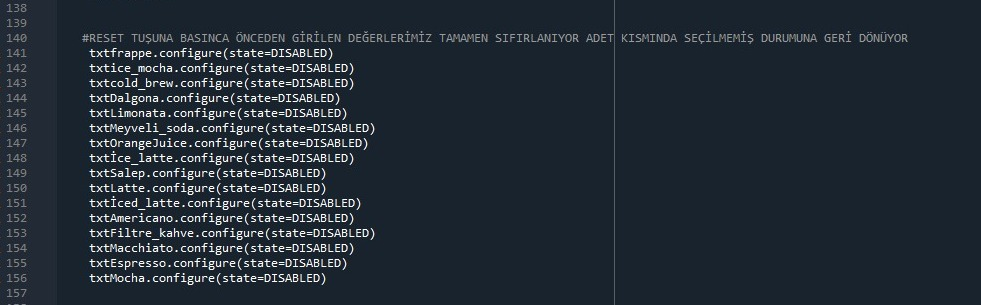 138
139
140 #RESET TUŞUNA BASINCA ÖNCEDEN GİRİLEN DEĞERLERİMİZ TAMAMEN SIFIRLANIYOR ADET KISMINDA SEÇİLMEMİŞ DURUMUNA GERİ DÖNÜYOR
141 txtfrappe.configure(state=DISABLED)
142 txtice_mocha.configure(state=DISABLED)
143 txtcold_brew.configure(state=DISABLED)
144 txtDalgona.configure(state=DISABLED)
145 txtLimonata.configure(state=DISABLED)
146 txtMeyveli_soda.configure(state=DISABLED)
147 txtOrangeJuice.configure(state=DISABLED)
148 txtİce_latte.configure(state=DISABLED)
149 txtSalep.configure(state=DISABLED)
150 txtLatte.configure(state=DISABLED)
151 txtİced_latte.configure(state=DISABLED)
152 txtAmericano.configure(state=DISABLED)
153 txtFiltre_kahve.configure(state=DISABLED)
154 txtMacchiato.configure(state=DISABLED)
155 txtEspresso.configure(state=DISABLED)
156 txtMocha.configure(state=DISABLED)
157